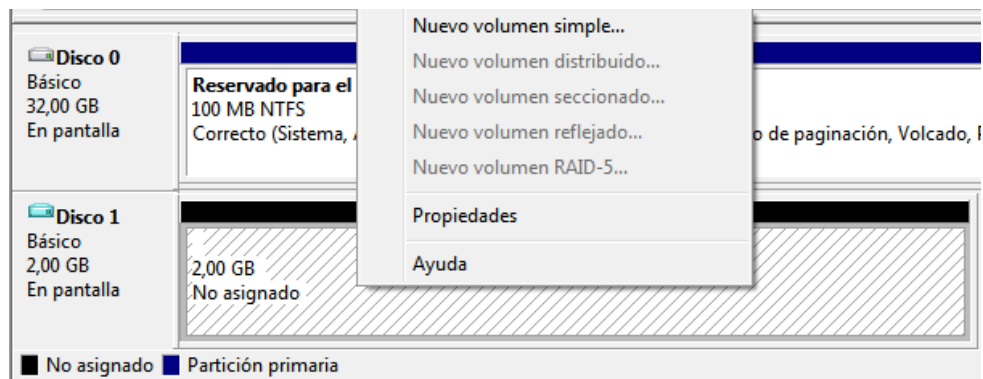 Nuevo volumen simple...
Nuevo volumen distribuido...
Nuevo volumen seccionado...
Nuevo volumen reflejado...
Nuevo volumen RAID-5...
Propiedades
Ayuda
Disco 0
Básico
32,00 GB
En pantalla
Reservado para el
100 MB NTFS
Correcto (Sistema,
o de paginación, Volcado,
Disco 1
Básico
2,00 GB
En pantalla
2,00 GB
No asignado
No asignado Partición primaria